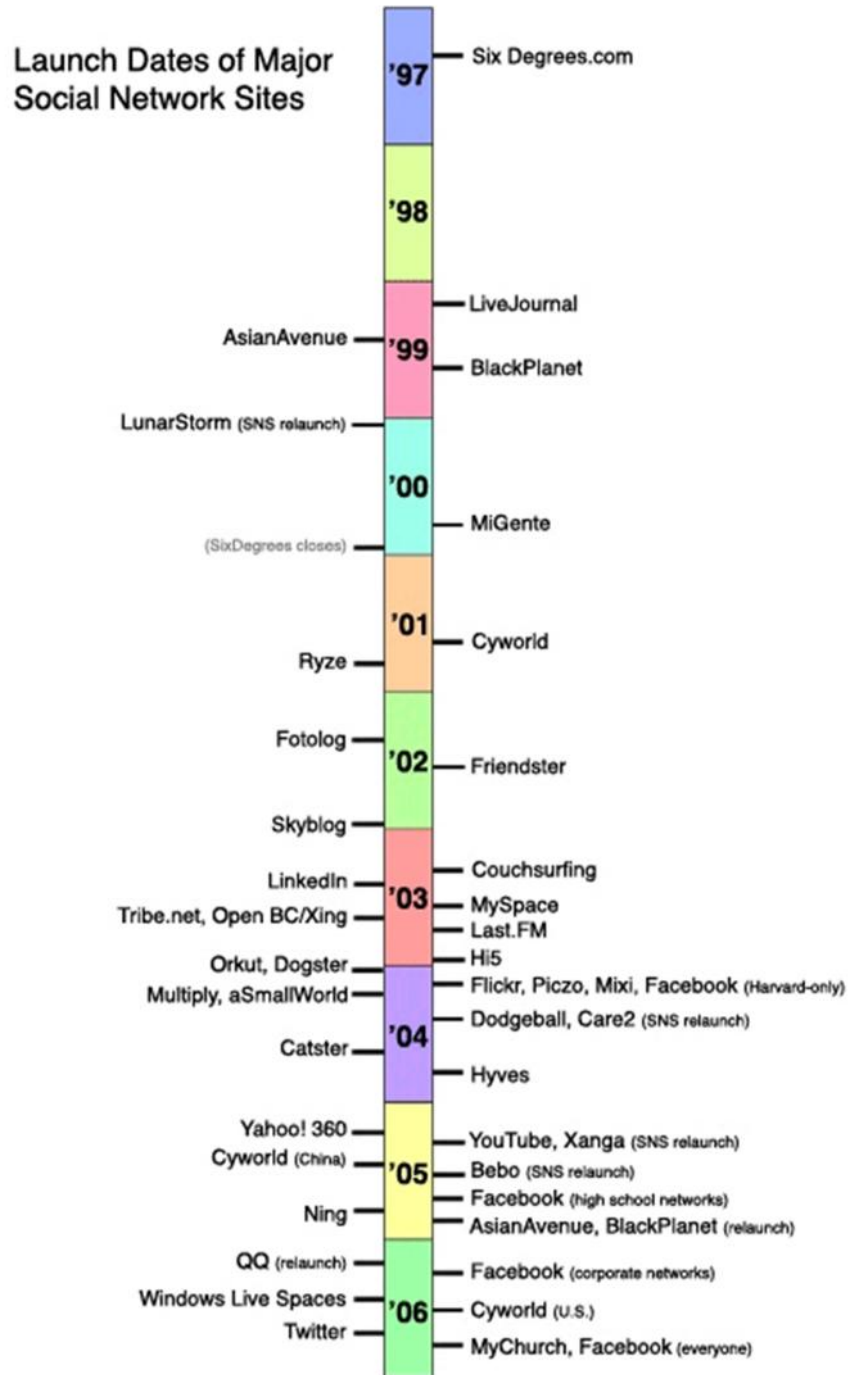 Launch Dates of Major
Social Network Sites
'97
Six Degrees.com
'98
LiveJournal
AsianAvenue
'99
BlackPlanet
LunarStorm (SNS relaunch)
'00
MiGente
(SixDegrees closes)
'01
Cyworld
Ryze
Fotolog
'02
Friendster
Skyblog
Couchsurfing
LinkedIn
'03
MySpace
Tribe.net, Open BC/Xing
Last.FM
Hi5
Orkut, Dogster
Flickr, Piczo, Mixi, Facebook (Harvard-only)
Multiply, aSmallWorld
Dodgeball, Care2 (SNS relaunch)
'04
Catster
Hyves
Yahoo! 360
YouTube, Xanga (SNS relaunch)
Cyworld (China)
'05
Bebo (SNS relaunch)
Facebook (high school networks)
Ning
AsianAvenue, BlackPlanet (relaunch)
QQ (relaunch)
Facebook (corporate networks)
Windows Live Spaces
'06
Cyworld (U.S.)
Twitter
MyChurch, Facebook (everyone)